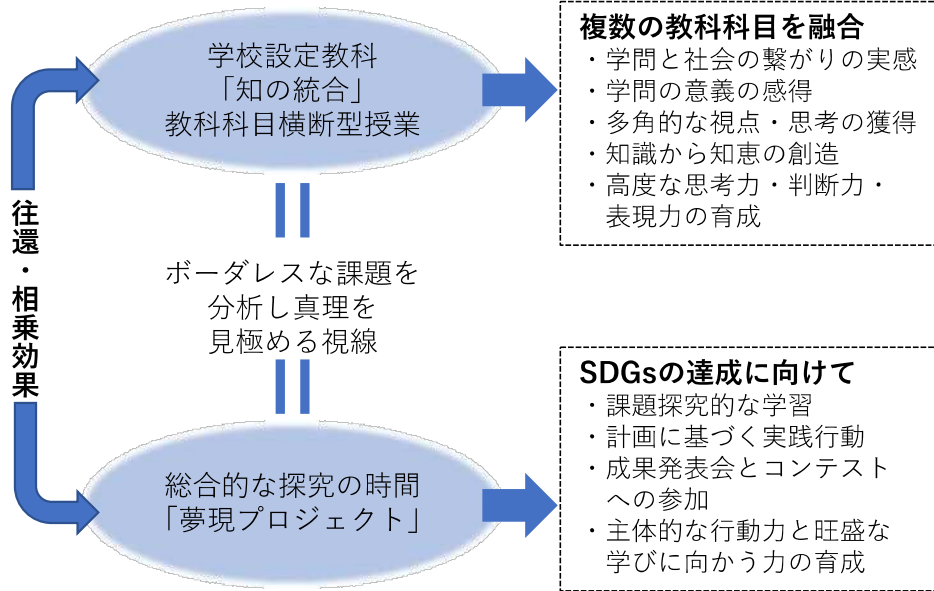 学校設定教科
「知の統合」
教科科目横断型授業
複数の教科科目を融合
・学問と社会の繋がりの実感
・学問の意義の感得
・多角的な視点・思考の獲得
・知識から知恵の創造
・高度な思考力・判断力・
表現力の育成
往還・相乗効果
ボーダレスな課題を
分析し真理を
見極める視線
総合的な探究の時間
「夢現プロジェクト」
SDGsの達成に向けて
・課題探究的な学習
・計画に基づく実践行動
・成果発表会とコンテスト
への参加
・主体的な行動力と旺盛な
学びに向かう力の育成